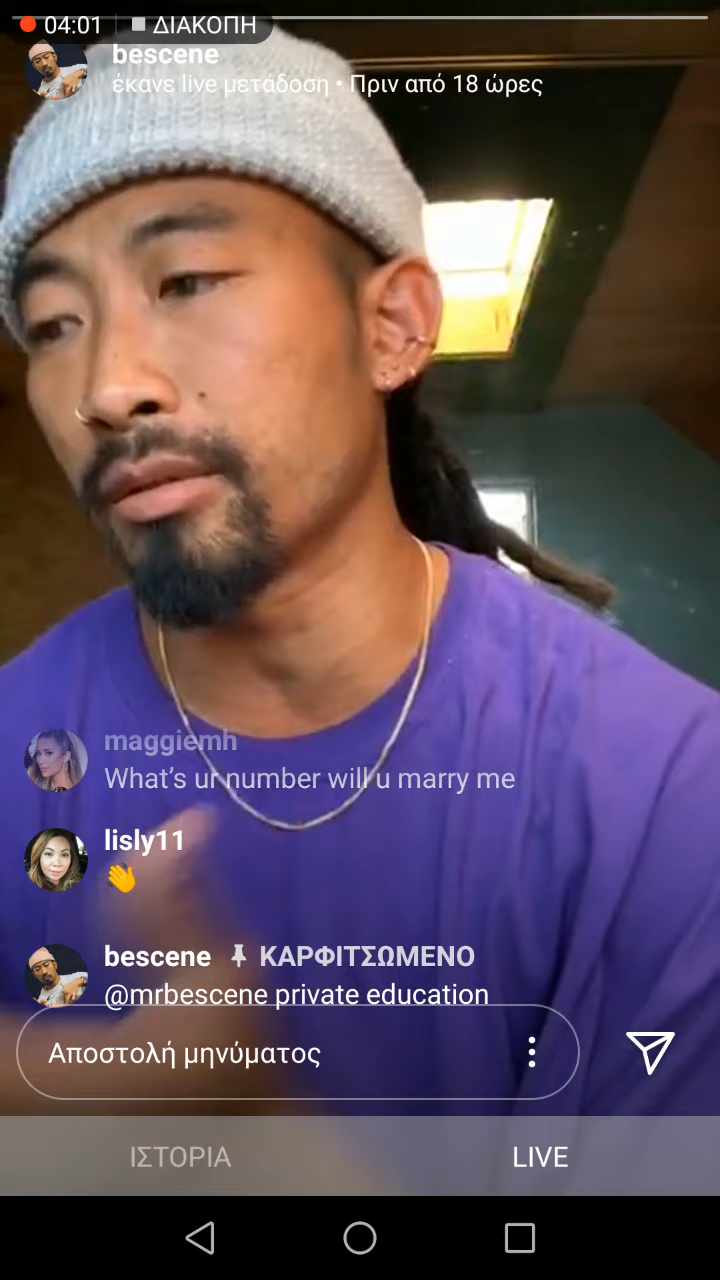 04:01 ΔΙΑΚΟΠΗ
bescene
έκανε live μετάδοση • Πριν από 18 ώρες
maggiemh
What's ur number will u marry me
lisly11
bescene ΚΑΡΦΙΤΣΩΜΕΝΟ
@mrbescene private education
Αποστολή μηνύματος
ΙΣΤΟΡΙΑ LIVE